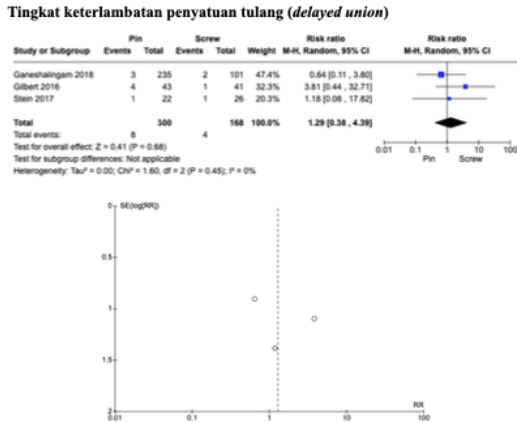 Tingkat keterlambatan penyatuan tulang (delayed union)
Pin Screw Risk ratio Risk ratio
Study or Subgroup Events Total Events Total Weight M-H, Random, 95% CI M-H, Random, 95% CI
Ganeshalingam 2018 3 235 2 101 47.4% 0.64 [0.11 , 3.80]
Gilbert 2016 4 43 1 41 32.3% 3.81 [0.44 , 32.71]
Stein 2017 1 22 1 26 20.3% 1.18 [0.08 , 17.82]
Total 300 168 100.0% 1.29 [0.38 , 4.39]
Total events: 8 4
Test for overall effect: Z = 0.41 (P = 0.68)
Test for subgroup differences: Not applicable
Heterogeneity: Tau² = 0.00; Chi² = 1.60, df = 2 (P = 0.45); I² = 0%
0.01 0.1 1 10 100
Pin Screw
0 SE(log[RR])
0.5
1
1.5
2
RR
0.01 0.1 1 10 100